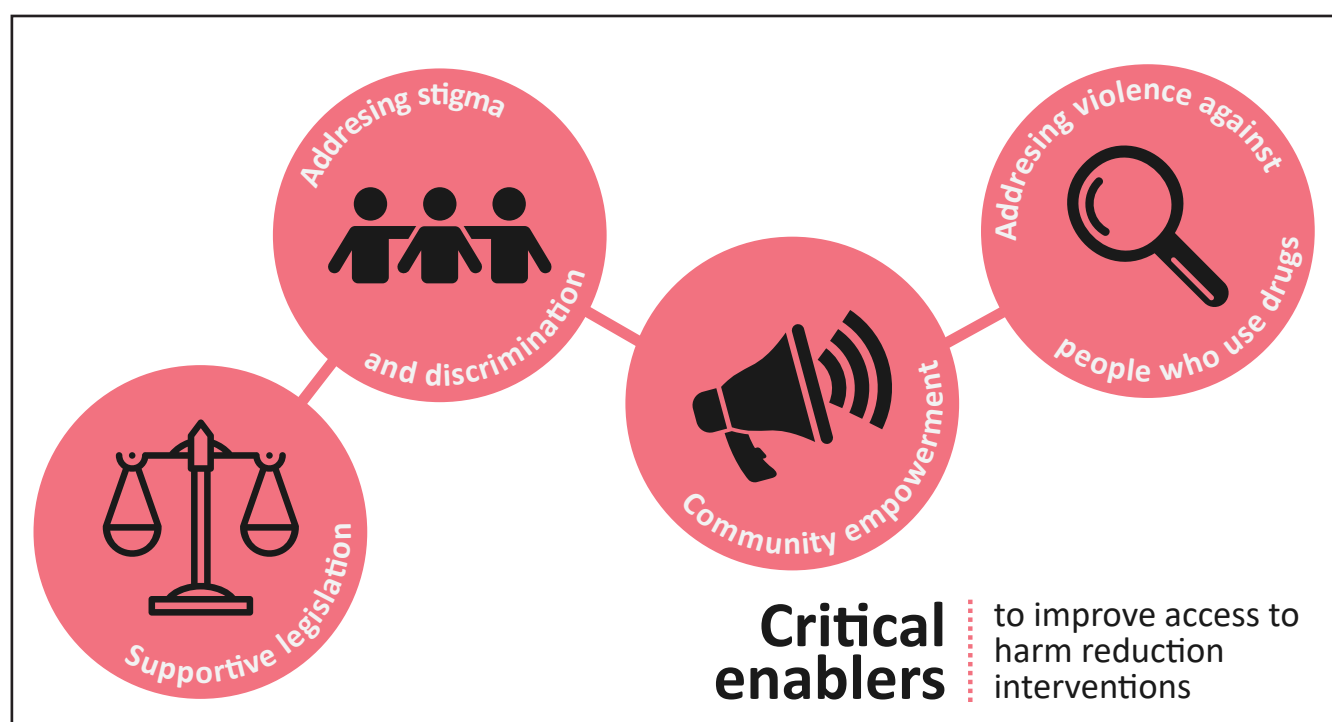 Supportive legislation
Addresing stigma
and discrimination
Community empowerment
Addresing violence against
people who use drugs
Critical
enablers
to improve access to
harm reduction
interventions